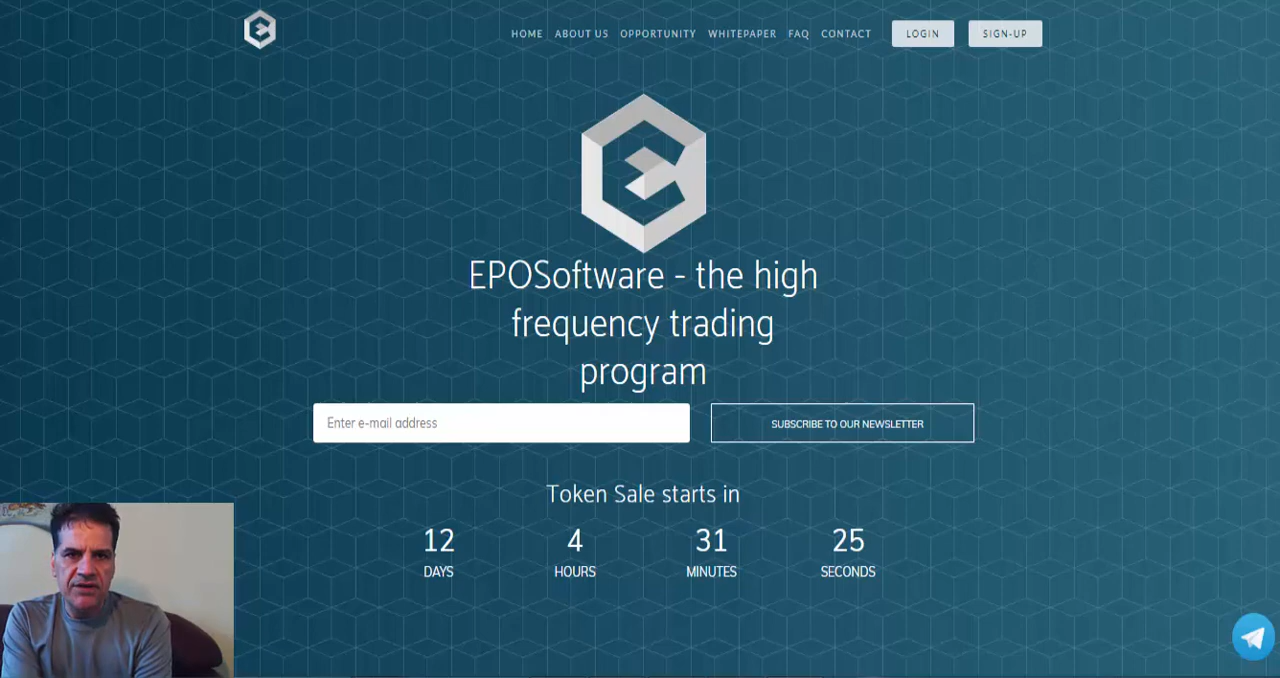 HOME ABOUT US OPPORTUNITY WHITEPAPER FAQ CONTACT LOGIN SIGN-UP
EPOSoftware - the high
frequency trading
program
Enter e-mail address SUBSCRIBE TO OUR NEWSLETTER
Token Sale starts in
12 4 31 25
DAYS HOURS MINUTES SECONDS